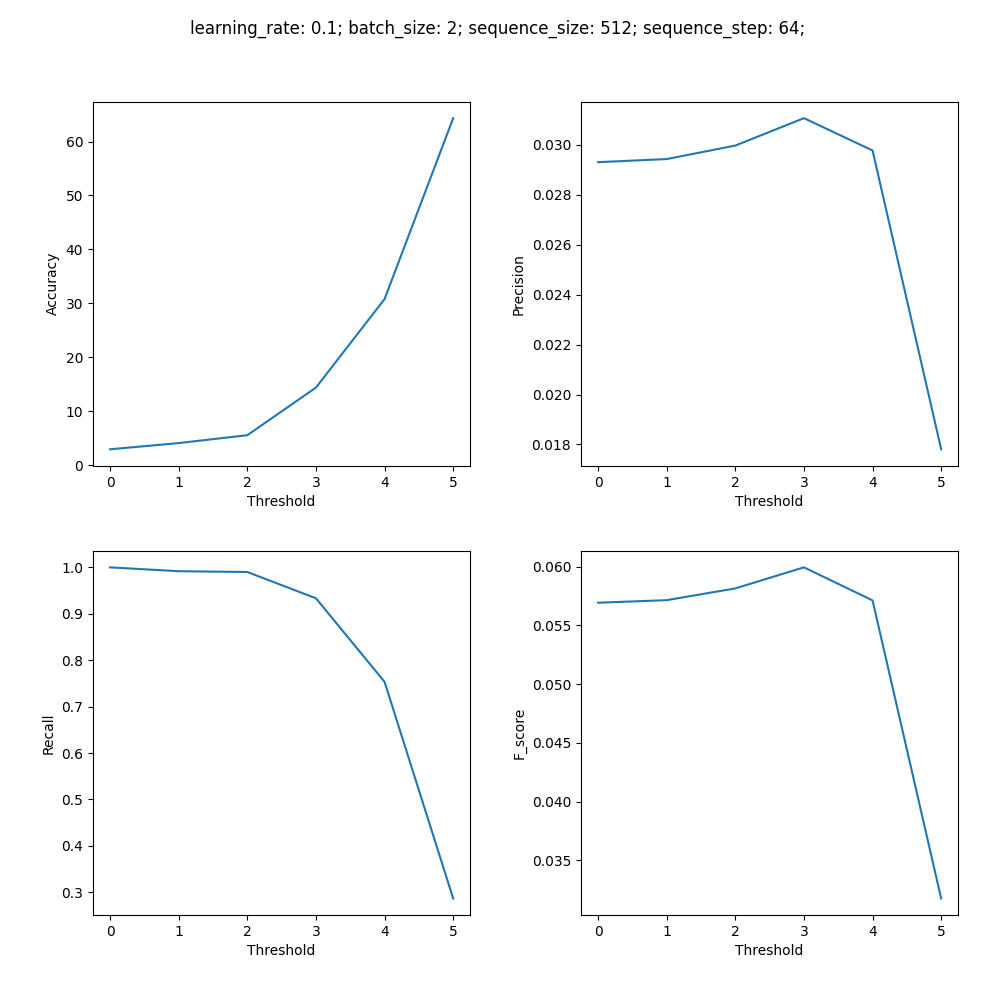 learning_rate: 0.1; batch_size: 2; sequence_size: 512; sequence_step: 64;
60
50
40
30
20
10
0
Accuracy
0 1 2 3 4 5
Threshold
0.030
0.028
0.026
0.024
0.022
0.020
0.018
Precision
0 1 2 3 4 5
Threshold
1.0
0.9
0.8
0.7
0.6
0.5
0.4
0.3
Recall
0 1 2 3 4 5
Threshold
0.060
0.055
0.050
0.045
0.040
0.035
F_score
0 1 2 3 4 5
Threshold